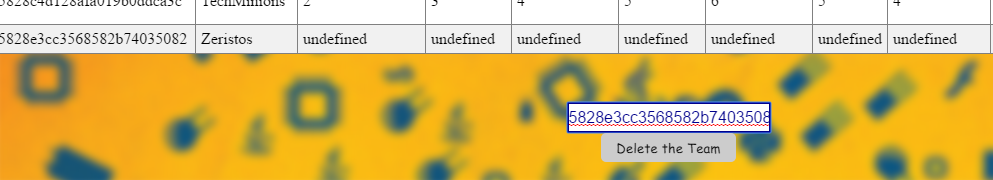 TechMinions 2 3 4 5 6 5 4
5828e3cc3568582b74035082 Zeristos undefined undefined undefined undefined undefined undefined undefined
5828e3cc3568582b7403508
Delete the Team